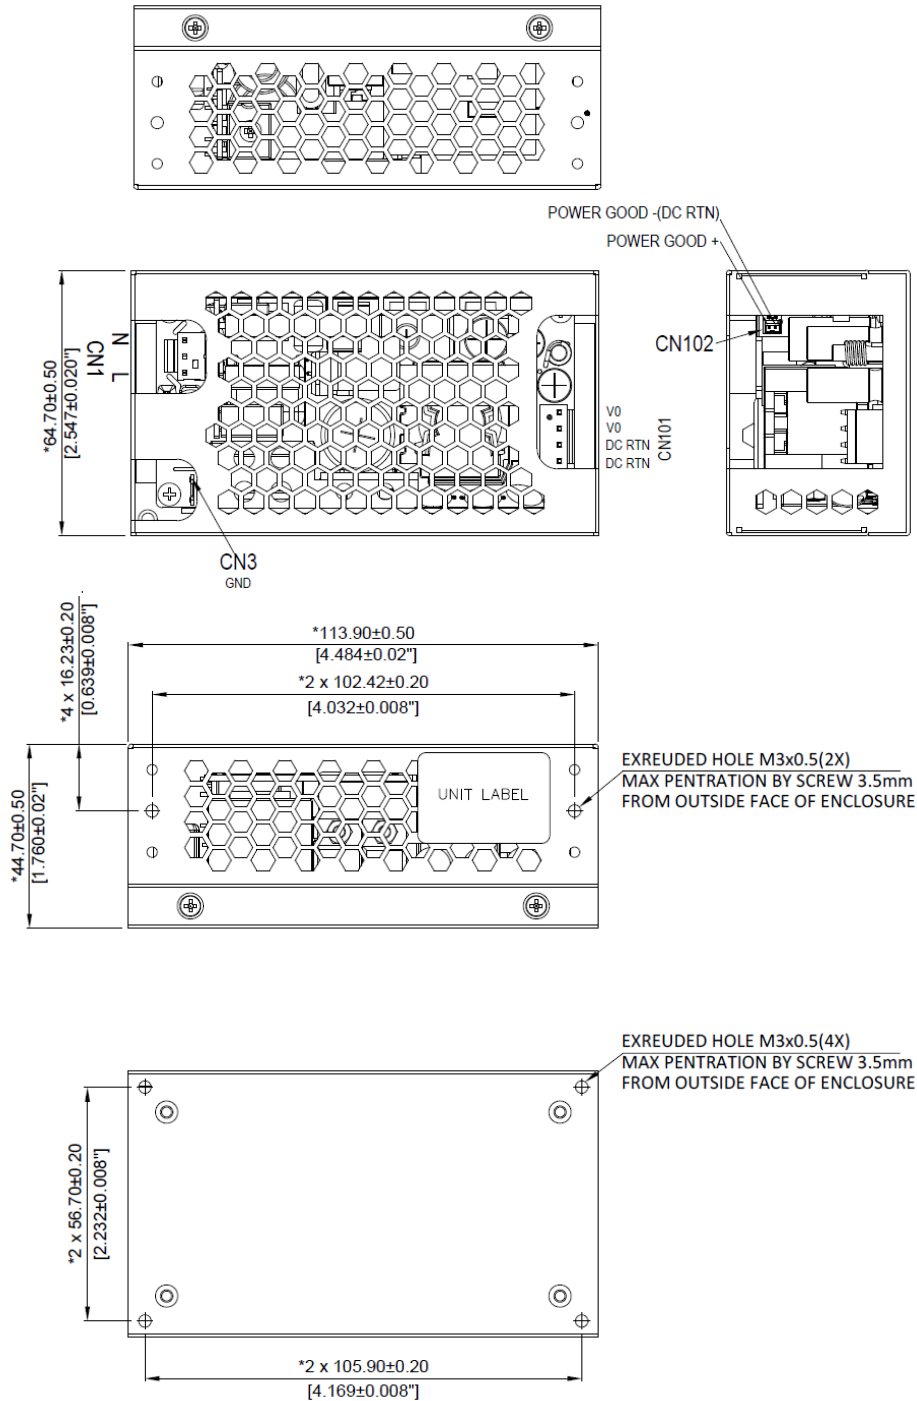 POWER GOOD -(DC RTN)
POWER GOOD +
CN102
*64.70±0.50
[2.547±0.020"]
N
L
CN1
V0
V0
DC RTN
DC RTN
CN101
CN3
GND
*4 x 16.23±0.20
[0.639±0.008"]
*113.90±0.50
[4.484±0.02"]
*2 x 102.42±0.20
[4.032±0.008"]
*44.70±0.50
[1.760±0.02"]
UNIT LABEL
EXREUDED HOLE M3x0.5(2X)
MAX PENTRATION BY SCREW 3.5mm
FROM OUTSIDE FACE OF ENCLOSURE
EXREUDED HOLE M3x0.5(4X)
MAX PENTRATION BY SCREW 3.5mm
FROM OUTSIDE FACE OF ENCLOSURE
*2 x 56.70±0.20
[2.232±0.008"]
*2 x 105.90±0.20
[4.169±0.008"]